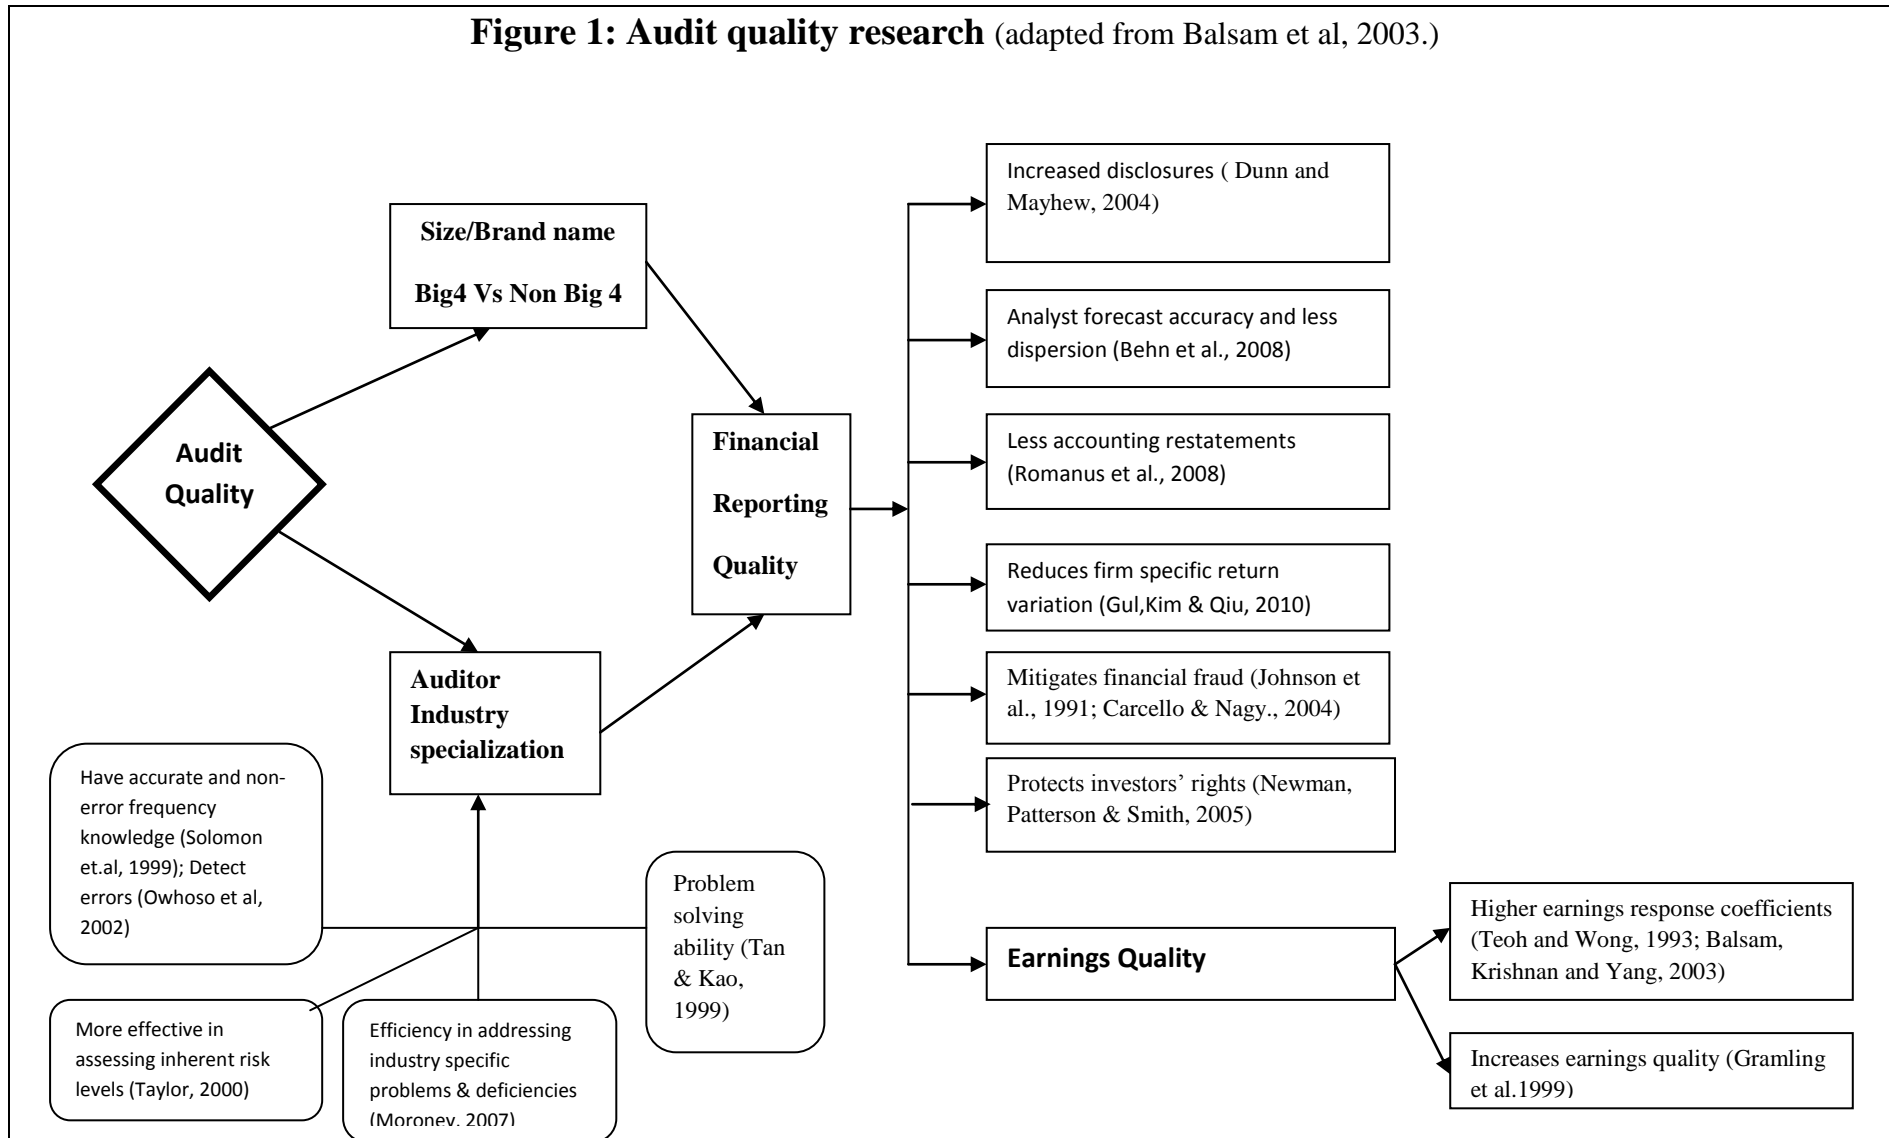 Figure 1: Audit quality research (adapted from Balsam et al, 2003.)
Size/Brand name
Big4 Vs Non Big 4
Audit
Quality
Auditor
Industry
specialization
Have accurate and non-
error frequency
knowledge (Solomon
et.al, 1999); Detect
errors (Owhoso et al,
2002)
More effective in
assessing inherent risk
levels (Taylor, 2000)
Efficiency in addressing
industry specific
problems & deficiencies
(Moroney, 2007)
Problem
solving
ability (Tan
& Kao,
1999)
Financial
Reporting
Quality
Increased disclosures ( Dunn and
Mayhew, 2004)
Analyst forecast accuracy and less
dispersion (Behn et al., 2008)
Less accounting restatements
(Romanus et al., 2008)
Reduces firm specific return
variation (Gul,Kim & Qiu, 2010)
Mitigates financial fraud (Johnson et
al., 1991; Carcello & Nagy., 2004)
Protects investors’ rights (Newman,
Patterson & Smith, 2005)
Earnings Quality
Higher earnings response coefficients
(Teoh and Wong, 1993; Balsam,
Krishnan and Yang, 2003)
Increases earnings quality (Gramling
et al.1999)